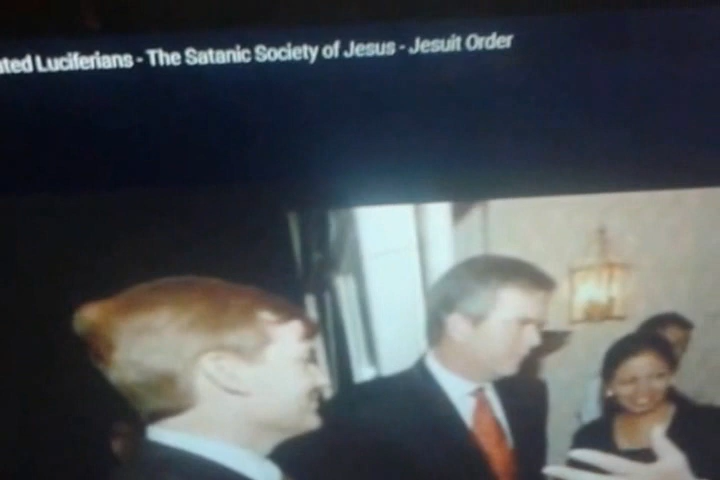 ated Luciferians - The Satanic Society of Jesus - Jesuit Order